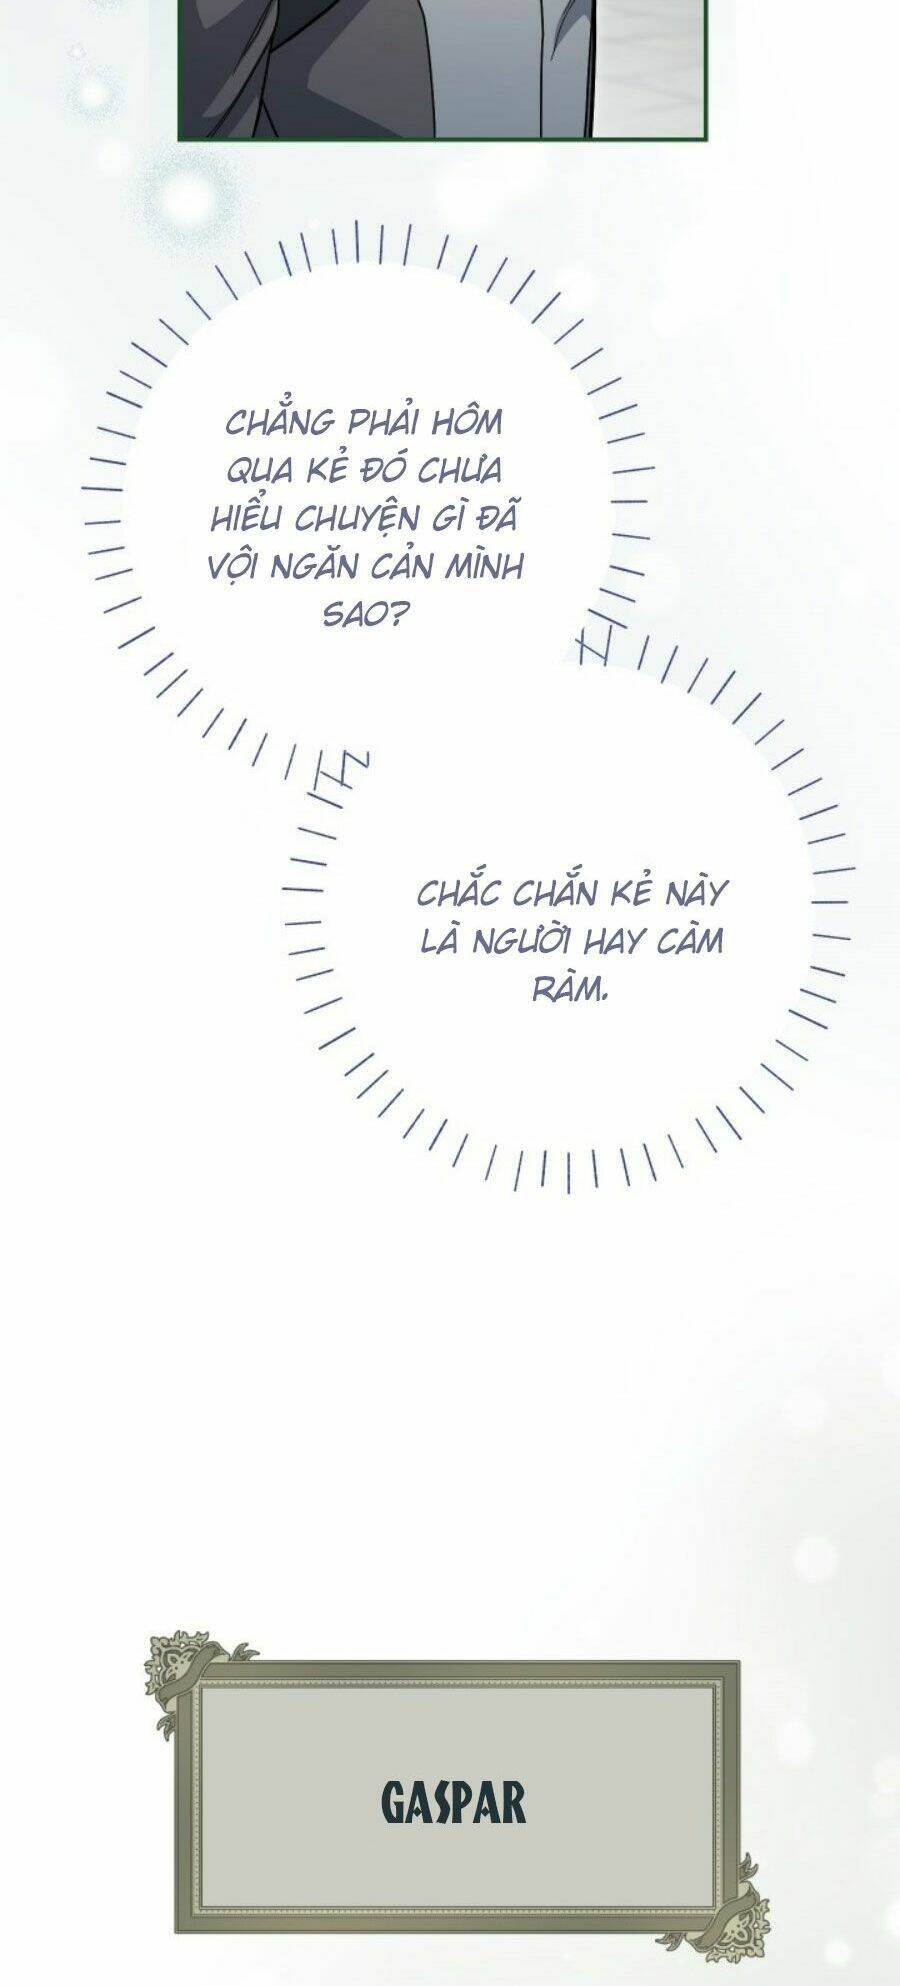 CHẲNG PHẢI HÔM
QUA KẺ ĐÓ CHƯA
HIỂU CHUYỆN GÌ ĐÃ
VỘI NGĂN CẢN MÌNH
SAO?
CHẮC CHẮN KẺ NÀY
LÀ NGƯỜI HAY CÀM
RÀM.
GASPAR